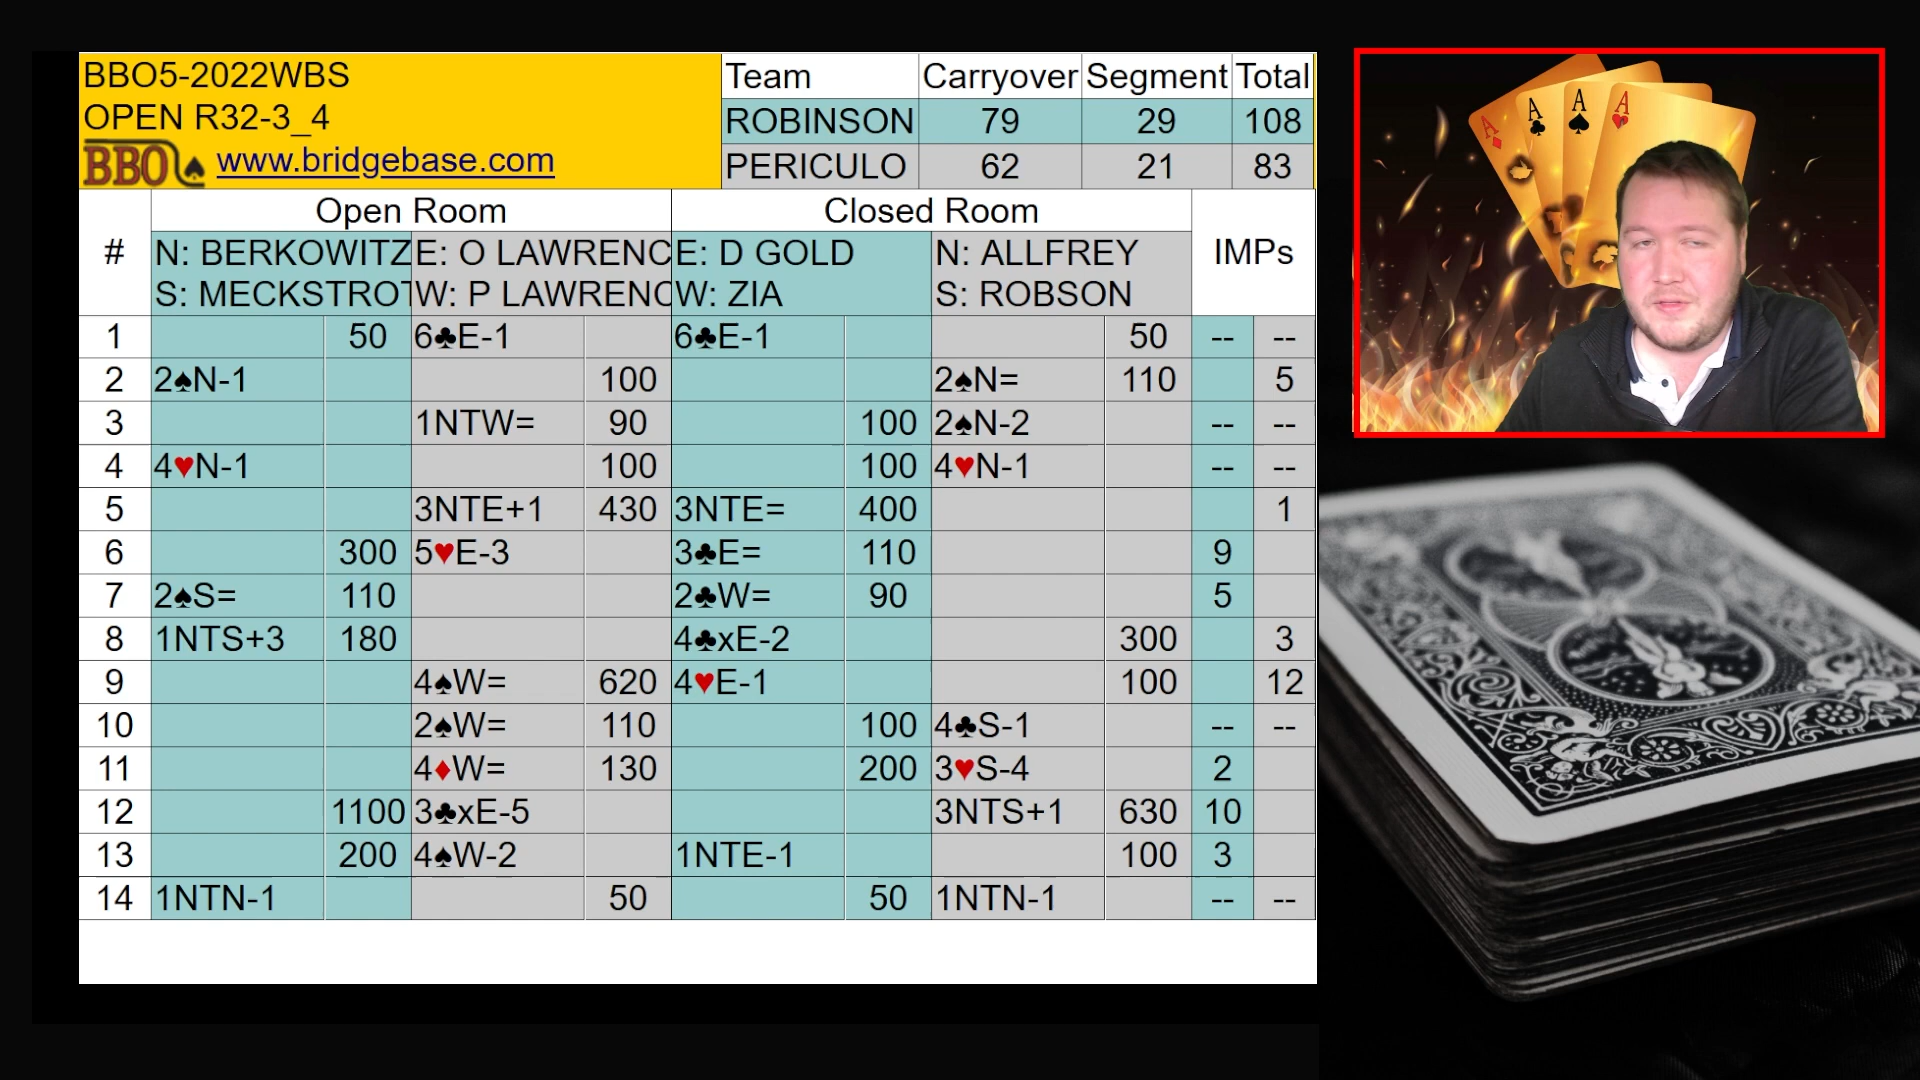 BBO5-2022WBS
OPEN R32-3_4
BBO www.bridgebase.com
Team Carryover Segment Total
ROBINSON 79 29 108
PERICULO 62 21 83
# Open Room Closed Room IMPs
N: BERKOWITZ E: O LAWRENC E: D GOLD N: ALLFREY
S: MECKSTROT W: P LAWRENC W: ZIA S: ROBSON
1 50 6♣E-1 6♣E-1 50 -- --
2 2♠N-1 100 2♠N= 110 5
3 1NTW= 90 100 2♠N-2 -- --
4 4♥N-1 100 100 4♥N-1 -- --
5 3NTE+1 430 3NTE= 400 1
6 300 5♥E-3 3♣E= 110 9
7 2♠S= 110 2♣W= 90 5
8 1NTS+3 180 4♣xE-2 300 3
9 4♠W= 620 4♥E-1 100 12
10 2♠W= 110 100 4♣S-1 -- --
11 4♦W= 130 200 3♥S-4 2
12 1100 3♣xE-5 3NTS+1 630 10
13 200 4♠W-2 1NTE-1 100 3
14 1NTN-1 50 50 1NTN-1 -- --
A A A A